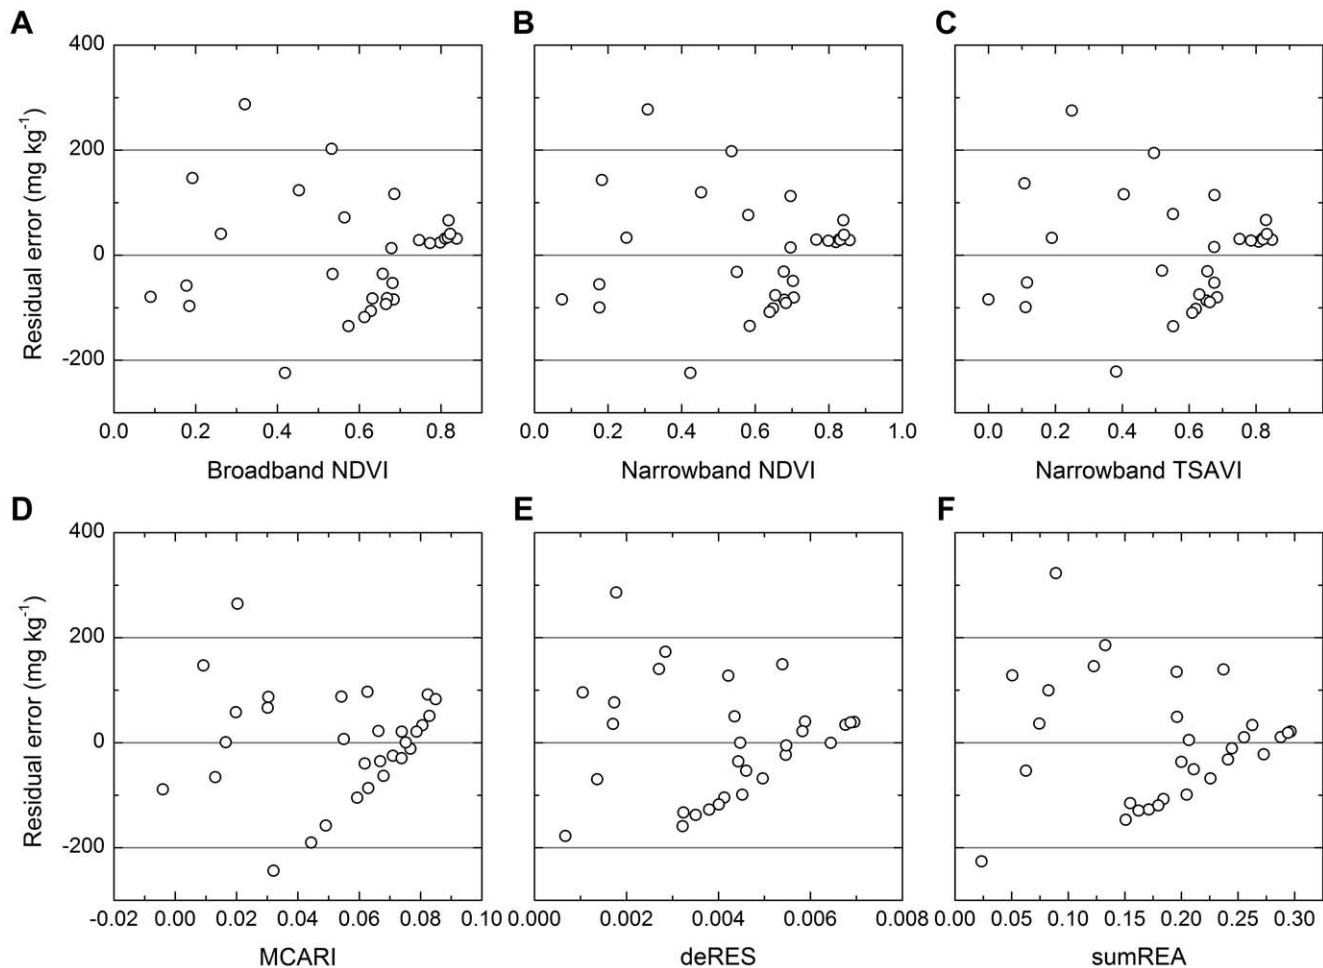 A B C
400
200
0
-200
Residual error (mg kg-1)
0.0 0.2 0.4 0.6 0.8
0.0 0.2 0.4 0.6 0.8 1.0
0.0 0.2 0.4 0.6 0.8
Broadband NDVI
Narrowband NDVI
Narrowband TSAVI
D E F
400
200
0
-200
Residual error (mg kg-1)
-0.02 0.00 0.02 0.04 0.06 0.08 0.10
0.000 0.002 0.004 0.006 0.008
0.00 0.05 0.10 0.15 0.20 0.25 0.30
MCARI
deRES
sumREA